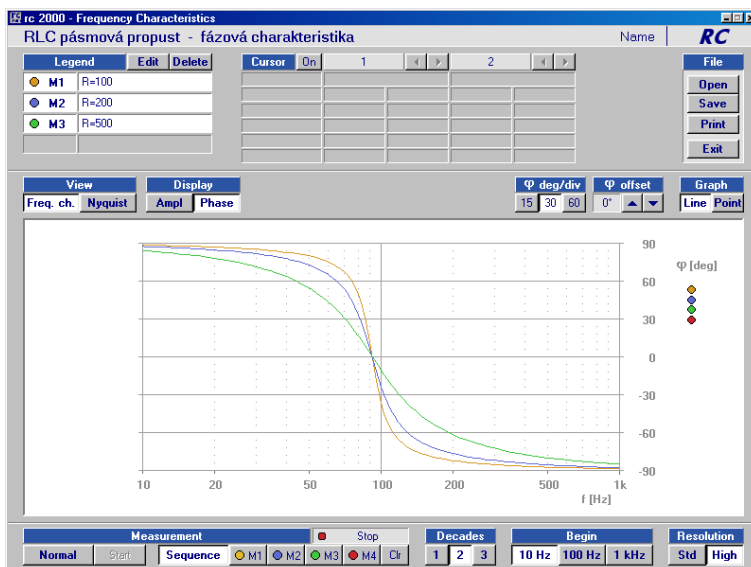 rc 2000 - Frequency Characteristics
RLC pásmová propust - fázová charakteristika
Name
RC
Legend Edit Delete
M1 R=100
M2 R=200
M3 R=500
Cursor On 1 2
File
Open
Save
Print
Exit
View
Freq. ch. Nyquist
Display
Ampl Phase
φ deg/div
15 30 60
φ offset
0°
Graph
Line Point
90
60
30
0
-30
-60
-90
φ [deg]
10 20 50 100 200 500 1k
f [Hz]
Measurement
Stop
Normal Start Sequence M1 M2 M3 M4 Clr
Decades
1 2 3
Begin
10 Hz 100 Hz 1 kHz
Resolution
Std High